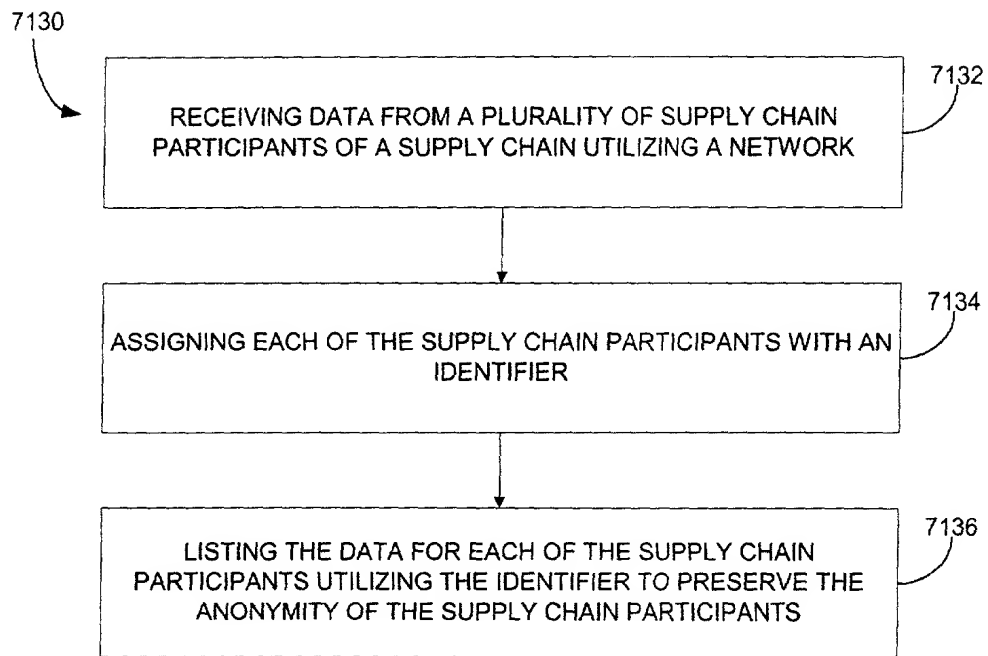 7130
7132
RECEIVING DATA FROM A PLURALITY OF SUPPLY CHAIN
PARTICIPANTS OF A SUPPLY CHAIN UTILIZING A NETWORK
7134
ASSIGNING EACH OF THE SUPPLY CHAIN PARTICIPANTS WITH AN
IDENTIFIER
7136
LISTING THE DATA FOR EACH OF THE SUPPLY CHAIN
PARTICIPANTS UTILIZING THE IDENTIFIER TO PRESERVE THE
ANONYMITY OF THE SUPPLY CHAIN PARTICIPANTS